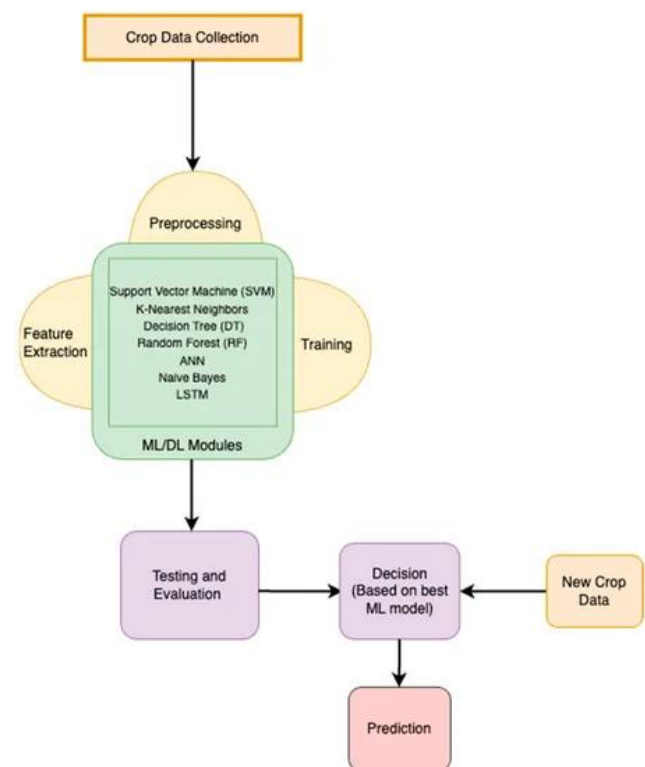 Crop Data Collection
Preprocessing
Support Vector Machine (SVM)
K-Nearest Neighbors
Decision Tree (DT)
Random Forest (RF)
ANN
Naive Bayes
LSTM
Feature
Extraction
Training
ML/DL Modules
Testing and
Evaluation
Decision
(Based on best
ML model)
New Crop
Data
Prediction